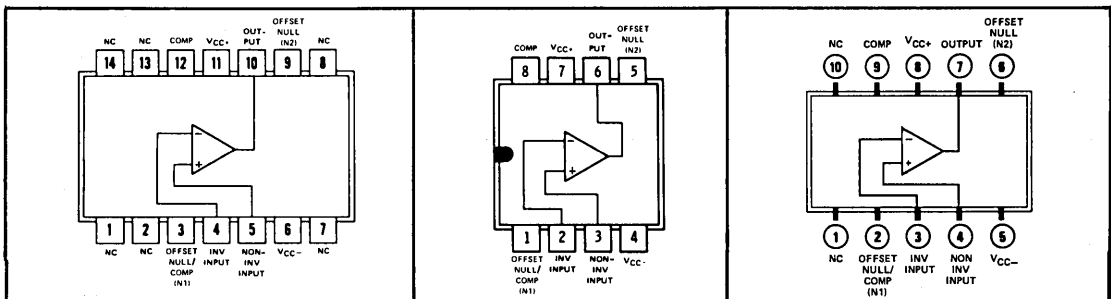 NC NC COMP VCC+ OUT-PUT OFFSET NULL (N2) NC
14 13 12 11 10 9 8
- +
1 2 3 4 5 6 7
NC NC OFFSET NULL/ COMP (N1) INV INPUT NON-INV INPUT VCC- NC
COMP VCC+ OUT-PUT OFFSET NULL (N2)
8 7 6 5
- +
1 2 3 4
OFFSET NULL/ COMP (N1) INV INPUT NON-INV INPUT VCC-
NC COMP VCC+ OUTPUT OFFSET NULL (N2)
10 9 8 7 6
- +
1 2 3 4 5
NC OFFSET NULL/ COMP (N1) INV INPUT NON INV INPUT VCC-